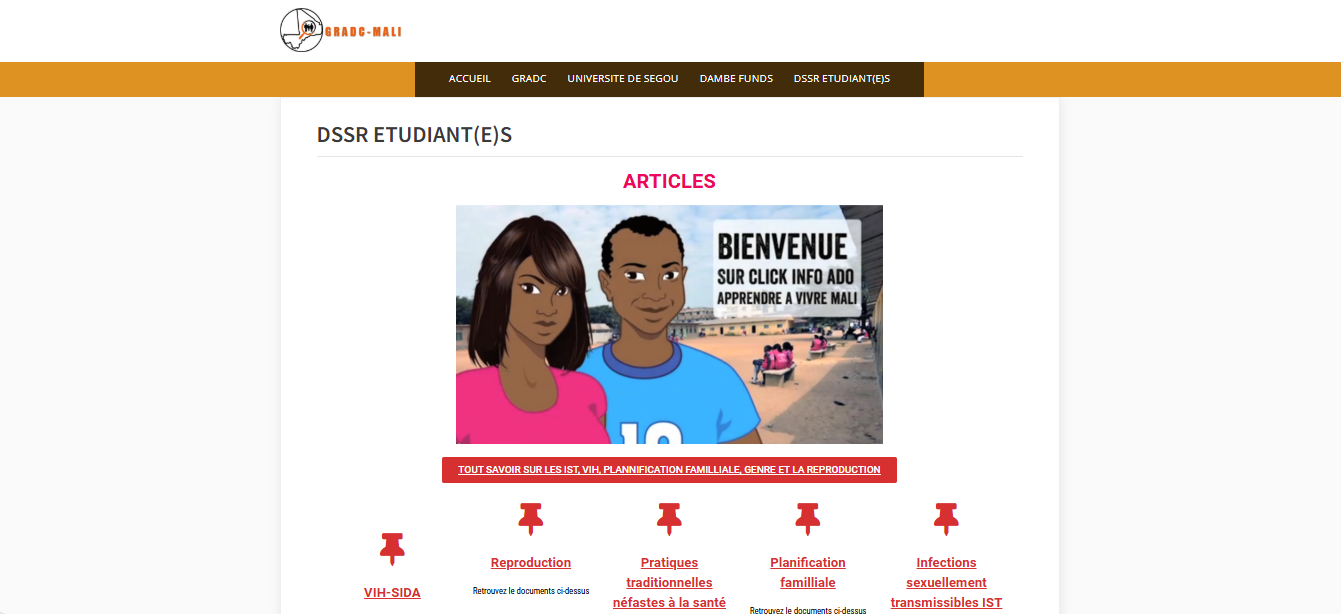 GRADC-MALI
ACCUEIL GRADC UNIVERSITE DE SEGOU DAMBE FUNDS DSSR ETUDIANT(E)S
DSSR ETUDIANT(E)S
ARTICLES
BIENVENUE
SUR CLICK INFO ADO
APPRENDRE A VIVRE MALI
10
TOUT SAVOIR SUR LES IST, VIH, PLANNIFICATION FAMILLIALE, GENRE ET LA REPRODUCTION
VIH-SIDA
Reproduction
Retrouvez le documents ci-dessus
Pratiques
traditionnelles
néfastes à la santé
Planification
familliale
Retrouvez le documents ci-dessus
Infections
sexuellement
transmissibles IST